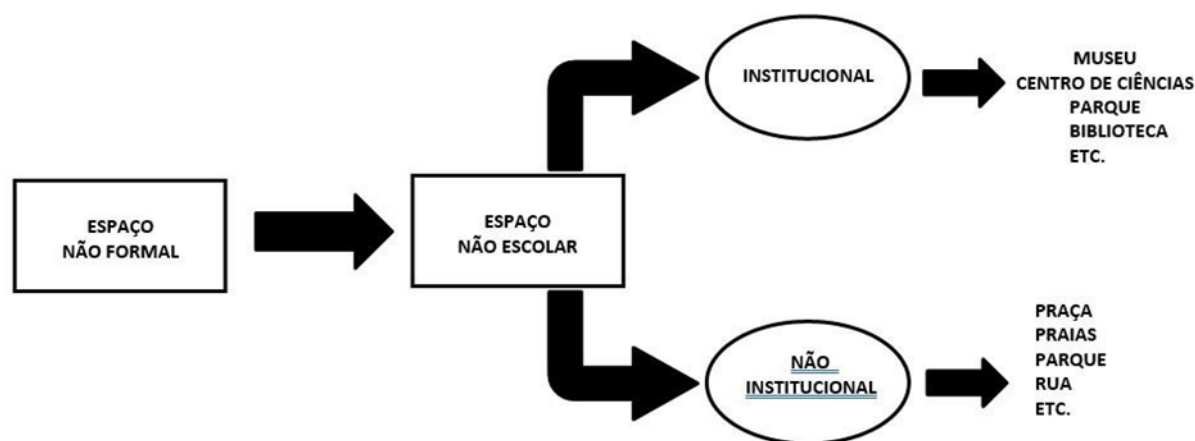 ESPAÇO
NÃO FORMAL
ESPAÇO
NÃO ESCOLAR
INSTITUCIONAL
MUSEU
CENTRO DE CIÊNCIAS
PARQUE
BIBLIOTECA
ETC.
NÃO
INSTITUCIONAL
PRAÇA
PRAIAS
PARQUE
RUA
ETC.